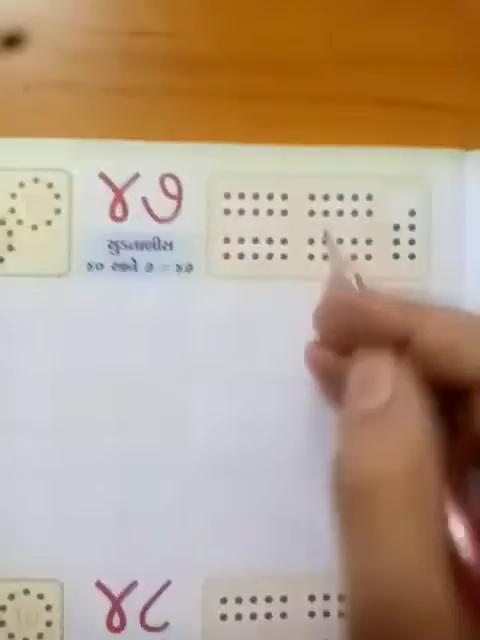 ૪૭
સુડતાળીસ
૪૦ અને ૭ = ૪૭
૪૮